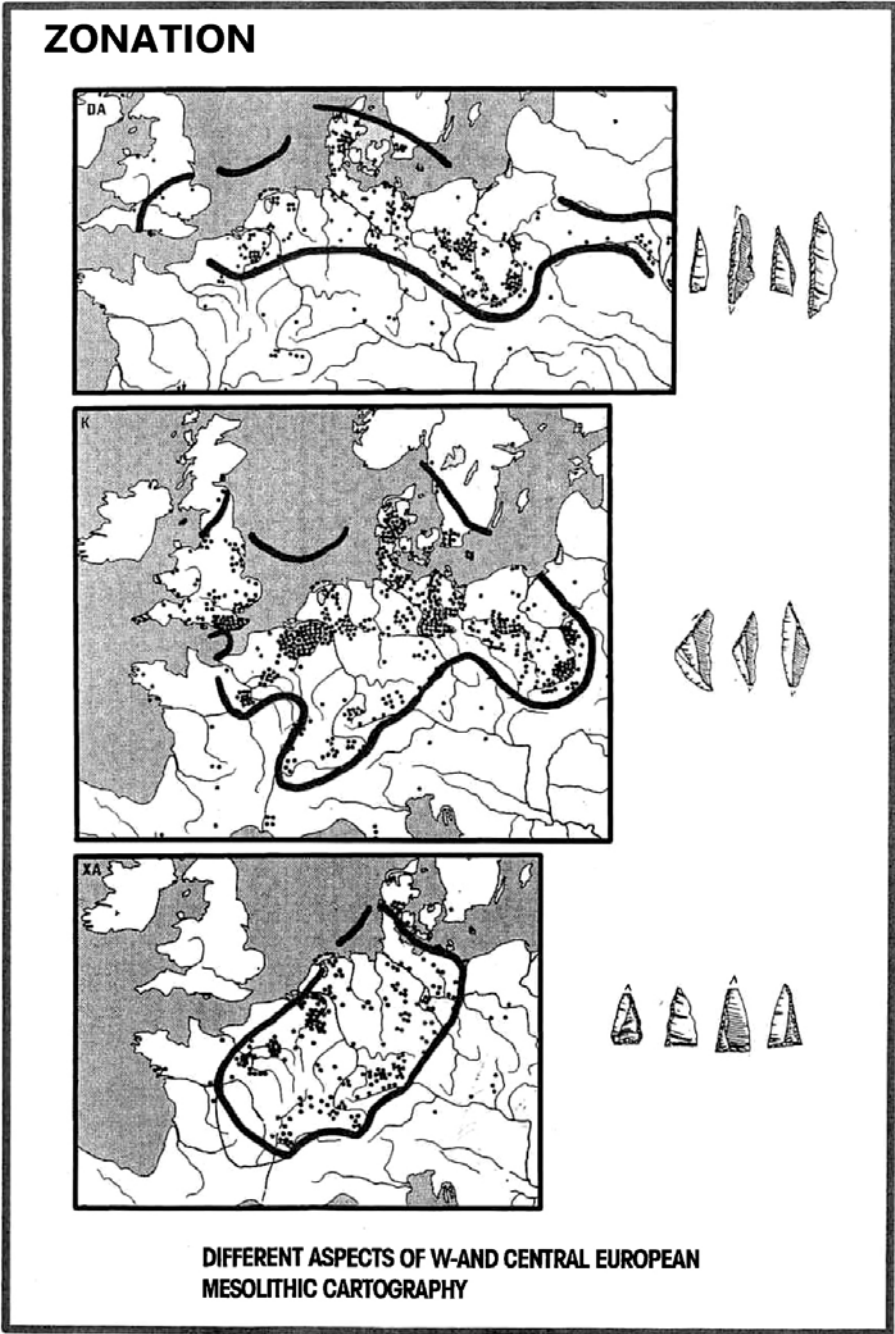 ZONATION
DA
K
XA
DIFFERENT ASPECTS OF W-AND CENTRAL EUROPEAN
MESOLITHIC CARTOGRAPHY